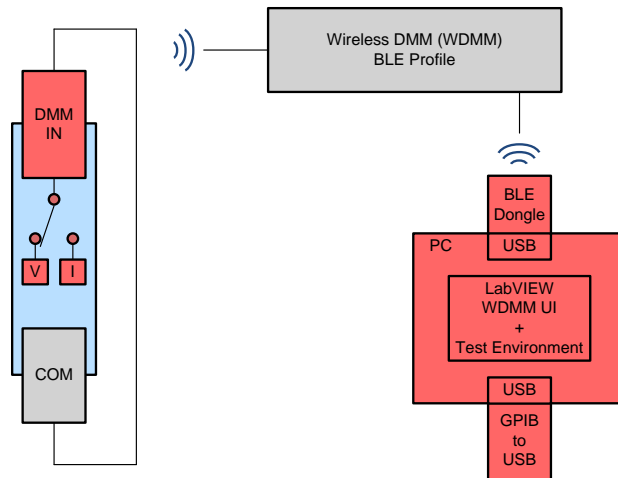 Wireless DMM (WDMM)
BLE Profile
DMM
IN
V
I
COM
BLE
Dongle
USB
PC
LabVIEW
WDMM UI
+
Test Environment
USB
GPIB
to
USB